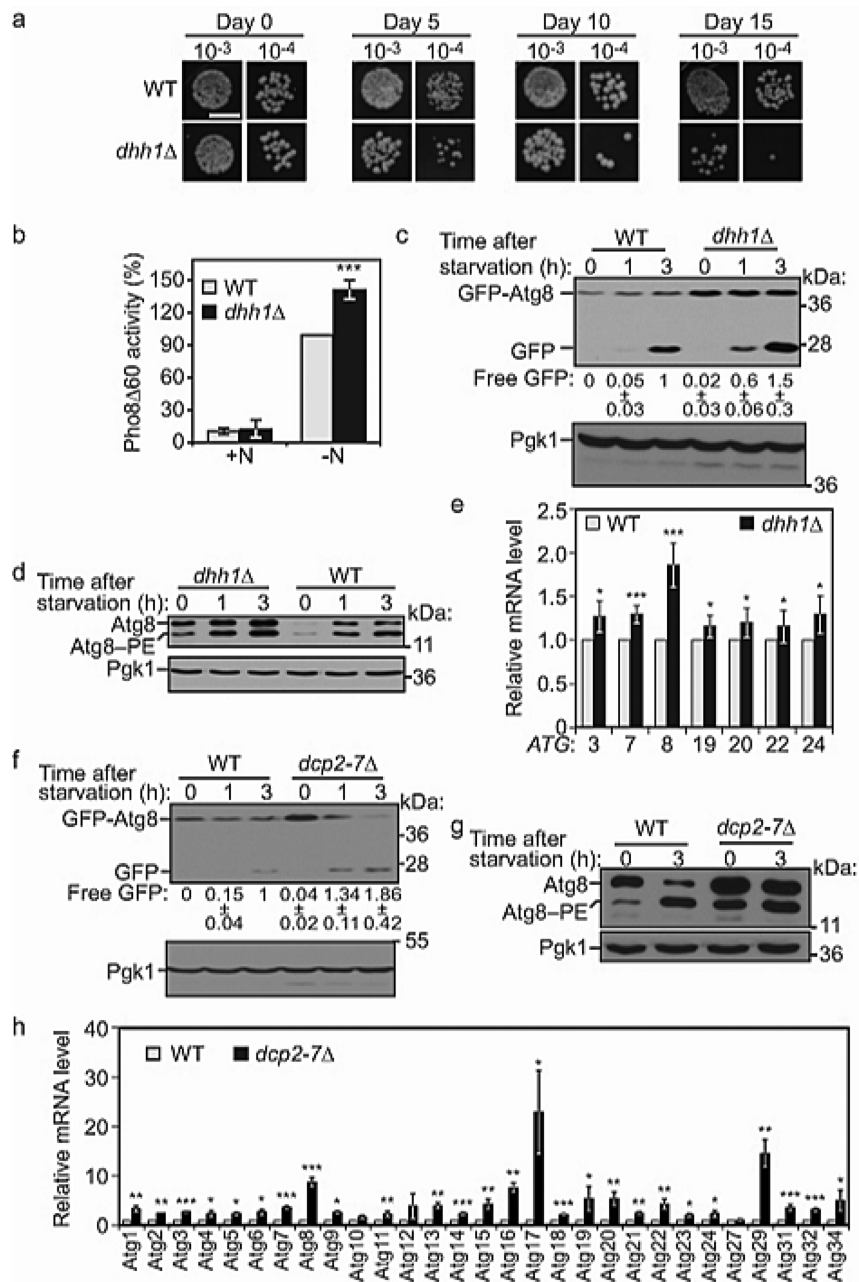 a
Day 0 Day 5 Day 10 Day 15
10-3 10-4 10-3 10-4 10-3 10-4 10-3 10-4
WT
dhh1Δ
b
Pho8Δ60 activity (%)
150
120
90
60
30
0
WT
dhh1Δ
***
+N -N
c
Time after starvation (h):
WT dhh1Δ
0 1 3 0 1 3
kDa:
GFP-Atg8
36
GFP
28
Free GFP: 0 0.05 1 0.02 0.6 1.5
± ± ± ±
0.03 0.03 0.06 0.3
Pgk1
36
d
Time after starvation (h):
dhh1Δ WT
0 1 3 0 1 3
kDa:
Atg8
Atg8–PE
11
Pgk1
36
e
Relative mRNA level
2.5
2.0
1.5
1.0
0.5
0
WT dhh1Δ
* *** *** * * * *
ATG: 3 7 8 19 20 22 24
f
Time after starvation (h):
WT dcp2-7Δ
0 1 3 0 1 3
kDa:
GFP-Atg8
36
GFP
28
Free GFP: 0 0.15 1 0.04 1.34 1.86
± ± ± ±
0.04 0.02 0.11 0.42
55
Pgk1
g
Time after starvation (h):
WT dcp2-7Δ
0 3 0 3
kDa:
Atg8
Atg8–PE
11
Pgk1
36
h
Relative mRNA level
40
30
20
10
0
WT dcp2-7Δ
** ** *** * * * *** *** * ** ** *** ** ** * *** * ** ** ** * * ** *** *** *
Atg1 Atg2 Atg3 Atg4 Atg5 Atg6 Atg7 Atg8 Atg9 Atg10 Atg11 Atg12 Atg13 Atg14 Atg15 Atg16 Atg17 Atg18 Atg19 Atg20 Atg21 Atg22 Atg23 Atg24 Atg27 Atg29 Atg31 Atg32 Atg34